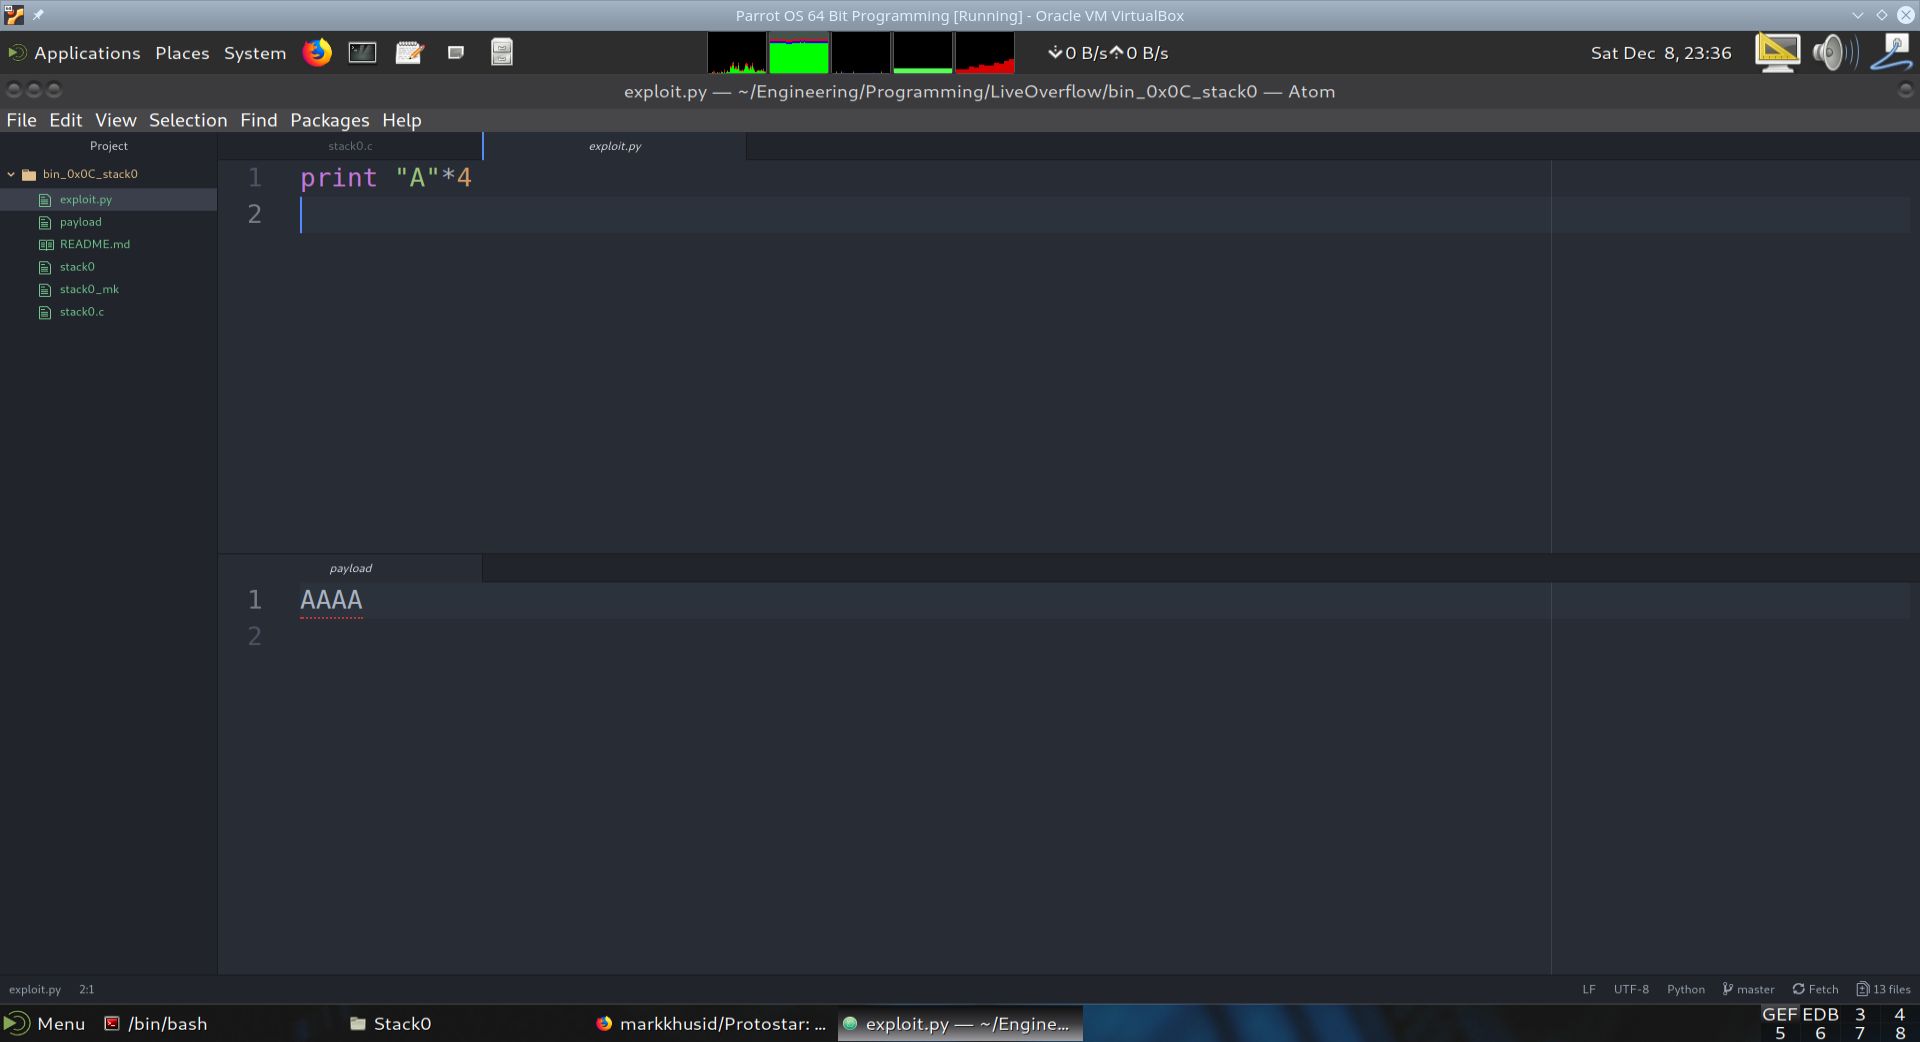 Parrot OS 64 Bit Programming [Running] - Oracle VM VirtualBox
Applications Places System
0 B/s 0 B/s
Sat Dec 8, 23:36
exploit.py — ~/Engineering/Programming/LiveOverflow/bin_0x0C_stack0 — Atom
File Edit View Selection Find Packages Help
Project
stack0.c
exploit.py
bin_0x0C_stack0
exploit.py
payload
README.md
stack0
stack0_mk
stack0.c
1 print "A"*4
2
payload
1 AAAA
2
exploit.py 2:1
LF UTF-8 Python master Fetch 13 files
Menu /bin/bash Stack0 markkhusid/Protostar: ... exploit.py — ~/Engine...
GEF EDB 3 4
5 6 7 8